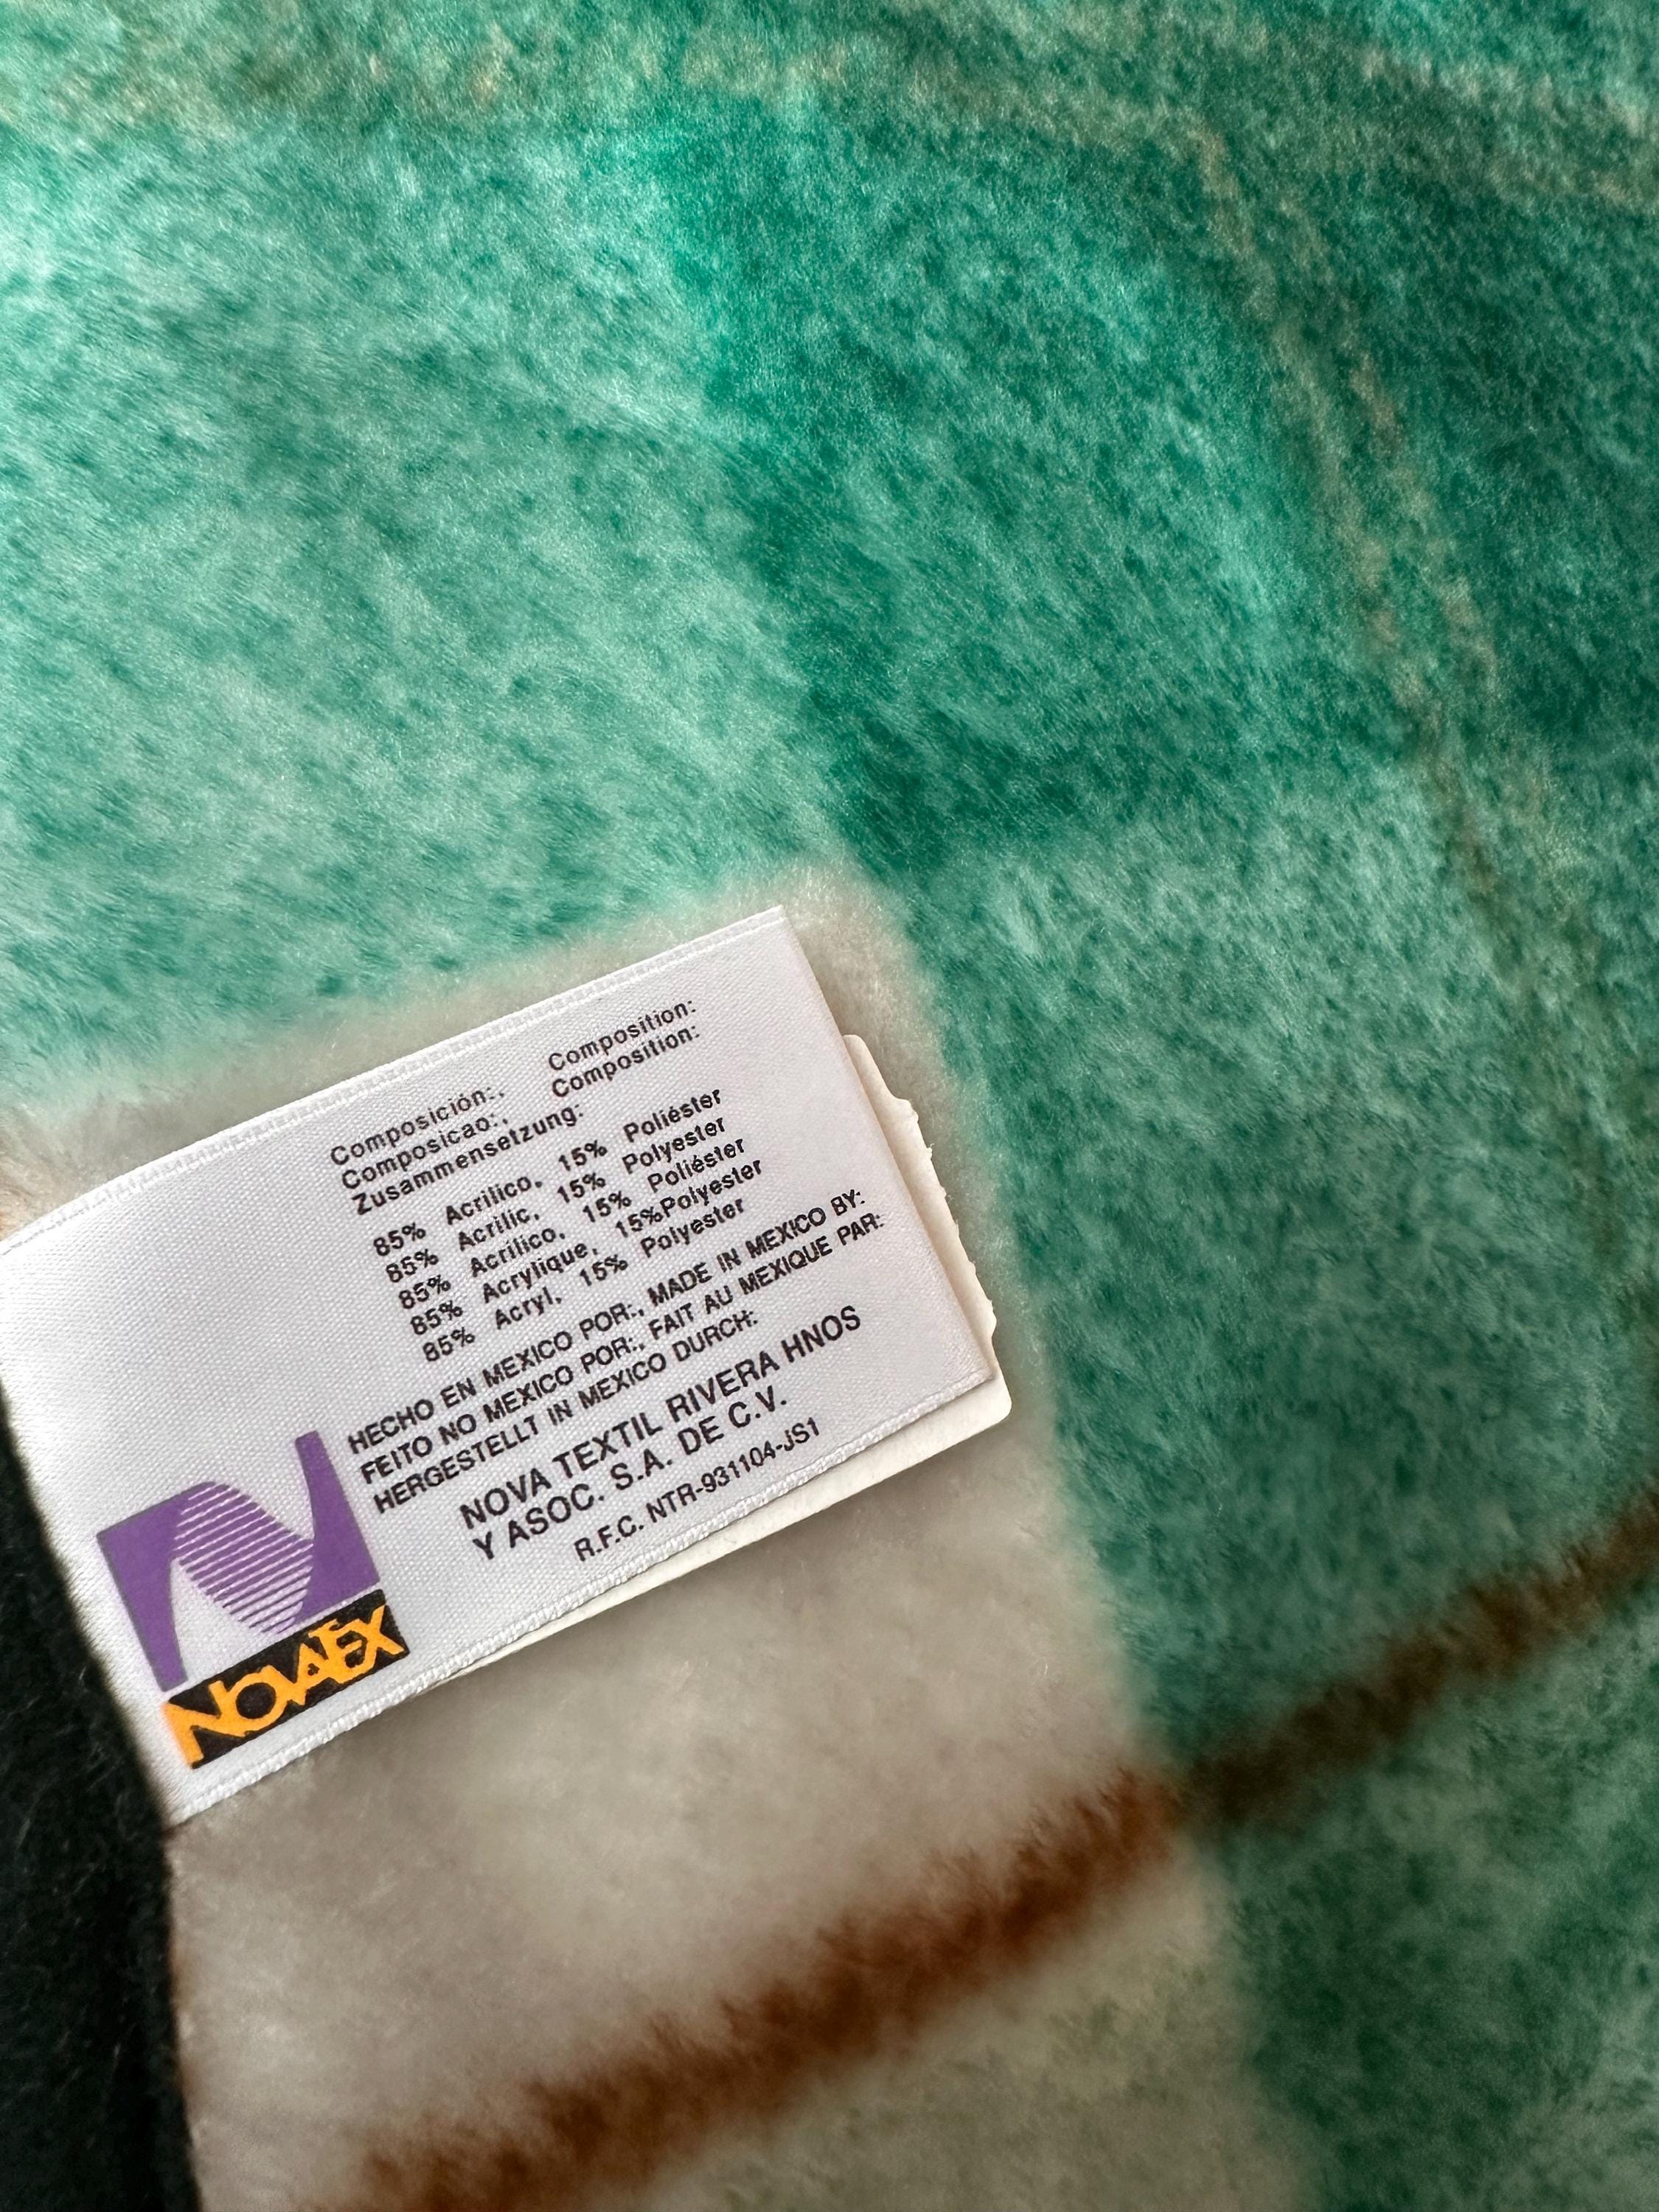 Composición:, Composition:
Composicao:, Composition:
Zusammensetzung:
85% Acrilico, 15% Poliéster
85% Acrilic, 15% Polyester
85% Acrílico, 15% Poliéster
85% Acrylique, 15%Polyester
85% Acryl, 15% Polyester
HECHO EN MEXICO POR:, MADE IN MEXICO BY:
FEITO NO MEXICO POR:, FAIT AU MEXIQUE PAR:
HERGESTELLT IN MEXICO DURCH:
NOVA TEXTIL RIVERA HNOS
Y ASOC. S.A. DE C.V.
R.F.C. NTR-931104-JS1
NOVATEX